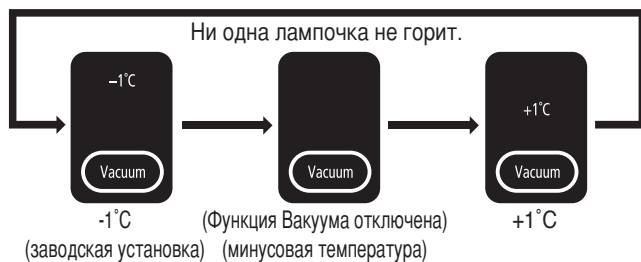 Ни одна лампочка не горит.
–1˚C
+1˚C
Vacuum
Vacuum
Vacuum
-1˚C
(Функция Вакуума отключена)
+1˚C
(заводская установка)
(минусовая температура)